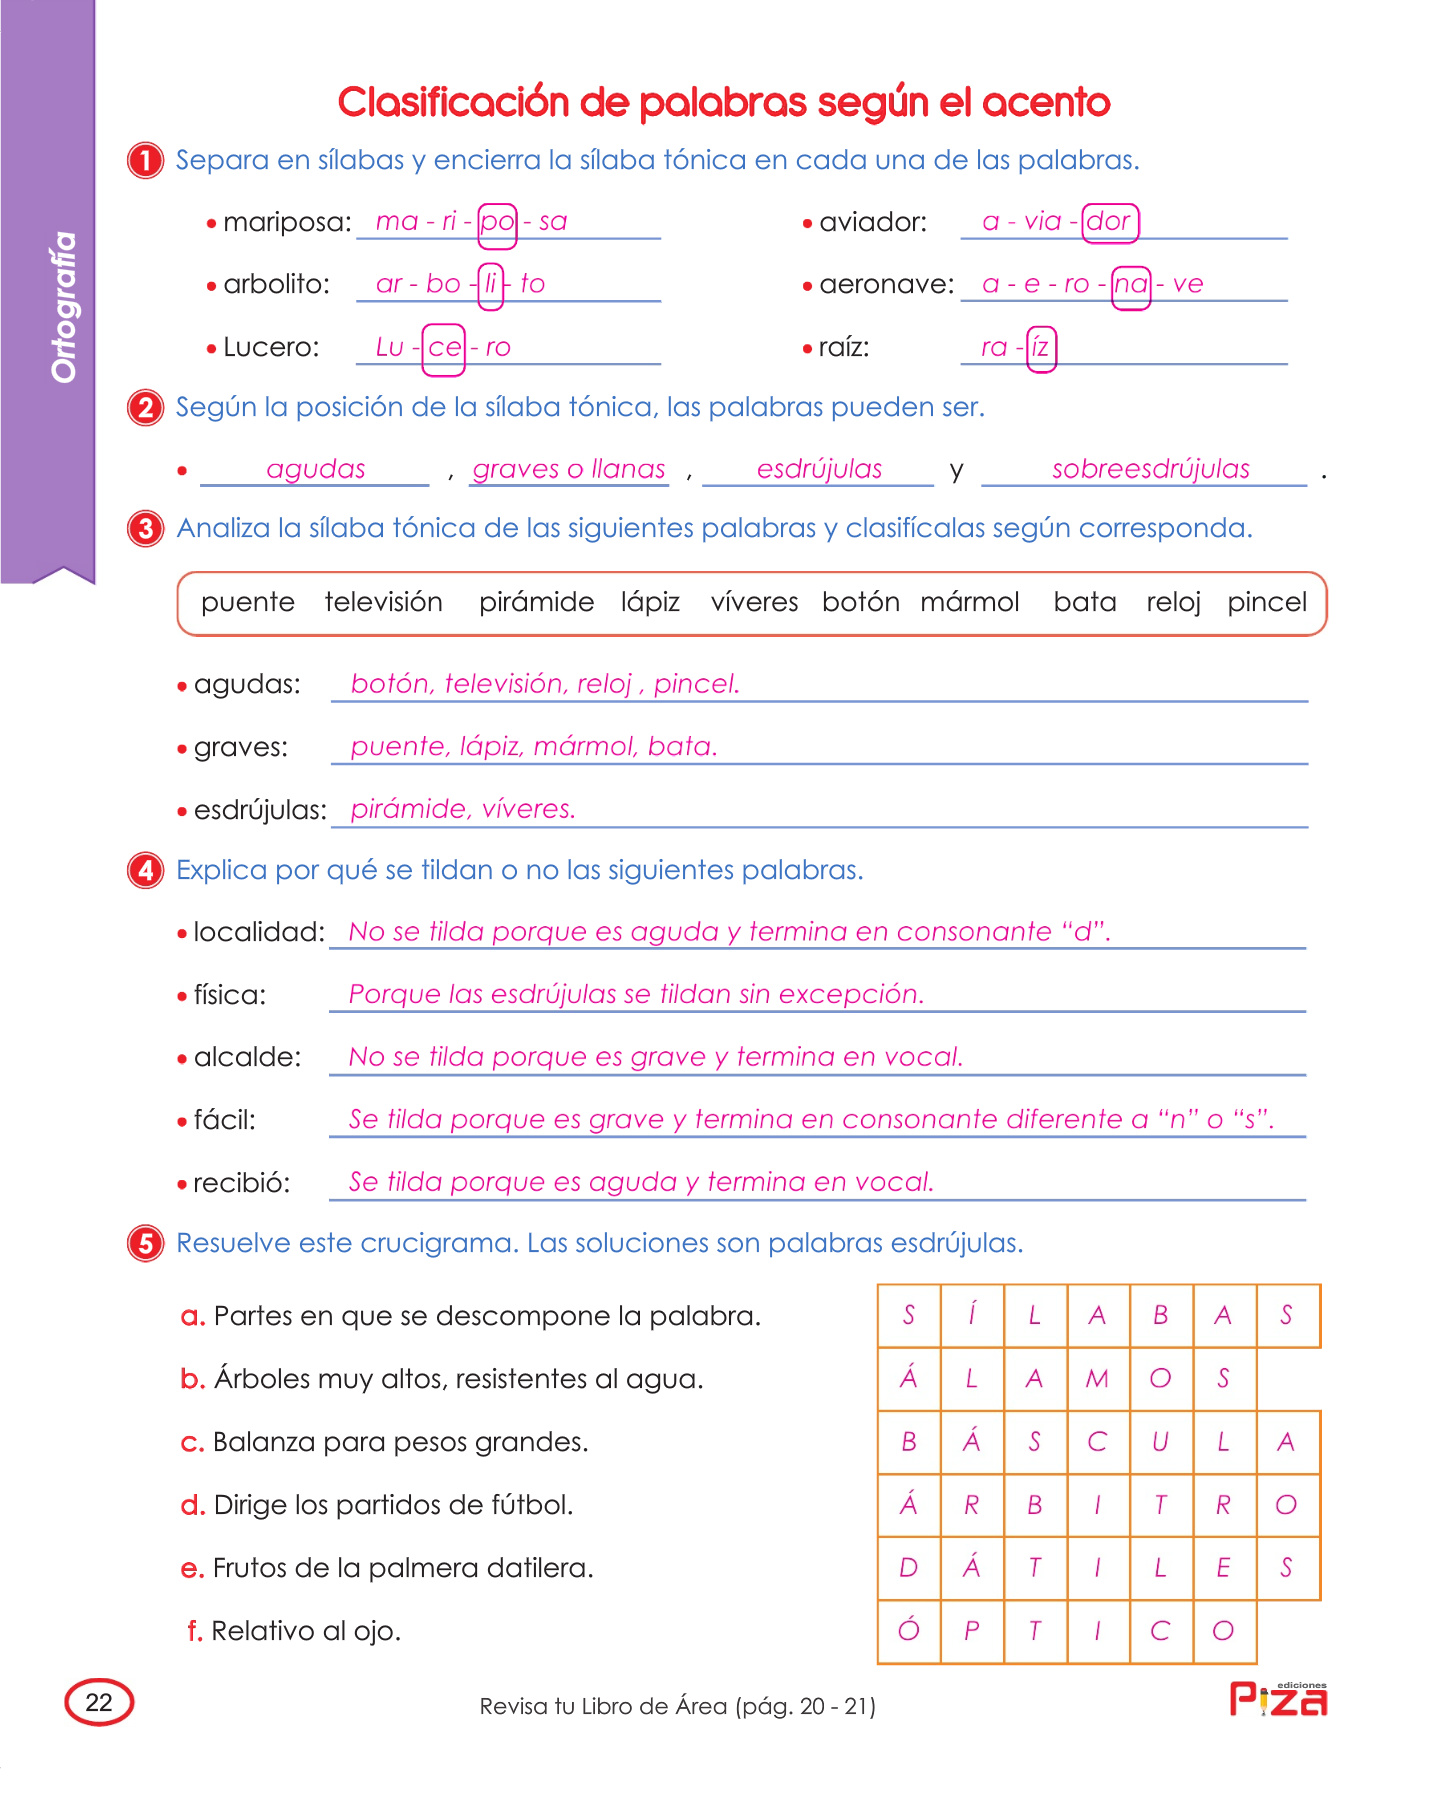 Ortografía
Clasificación de palabras según el acento
1 Separa en sílabas y encierra la sílaba tónica en cada una de las palabras.
• mariposa: ma - ri - po - sa • aviador: a - via - dor
• arbolito: ar - bo - li - to • aeronave: a - e - ro - na - ve
• Lucero: Lu - ce - ro • raíz: ra - íz
2 Según la posición de la sílaba tónica, las palabras pueden ser.
• agudas , graves o llanas , esdrújulas y sobreesdrújulas .
3 Analiza la sílaba tónica de las siguientes palabras y clasifícalas según corresponda.
puente televisión pirámide lápiz víveres botón mármol bata reloj pincel
• agudas: botón, televisión, reloj , pincel.
• graves: puente, lápiz, mármol, bata.
• esdrújulas: pirámide, víveres.
4 Explica por qué se tildan o no las siguientes palabras.
• localidad: No se tilda porque es aguda y termina en consonante “d”.
• física: Porque las esdrújulas se tildan sin excepción.
• alcalde: No se tilda porque es grave y termina en vocal.
• fácil: Se tilda porque es grave y termina en consonante diferente a “n” o “s”.
• recibió: Se tilda porque es aguda y termina en vocal.
5 Resuelve este crucigrama. Las soluciones son palabras esdrújulas.
a. Partes en que se descompone la palabra. S Í L A B A S
b. Árboles muy altos, resistentes al agua. Á L A M O S
c. Balanza para pesos grandes. B Á S C U L A
d. Dirige los partidos de fútbol. Á R B I T R O
e. Frutos de la palmera datilera. D Á T I L E S
f. Relativo al ojo. Ó P T I C O
22 Revisa tu Libro de Área (pág. 20 - 21) ediciones
Piza